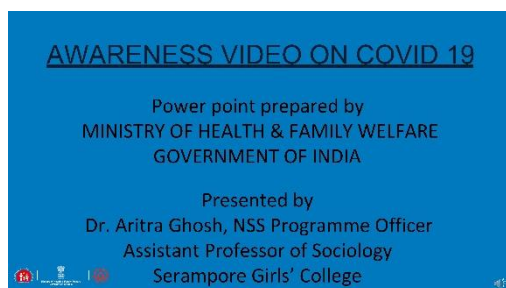 AWARENESS VIDEO ON COVID 19
Power point prepared by
MINISTRY OF HEALTH & FAMILY WELFARE
GOVERNMENT OF INDIA
Presented by
Dr. Aritra Ghosh, NSS Programme Officer
Assistant Professor of Sociology
Serampore Girls' College